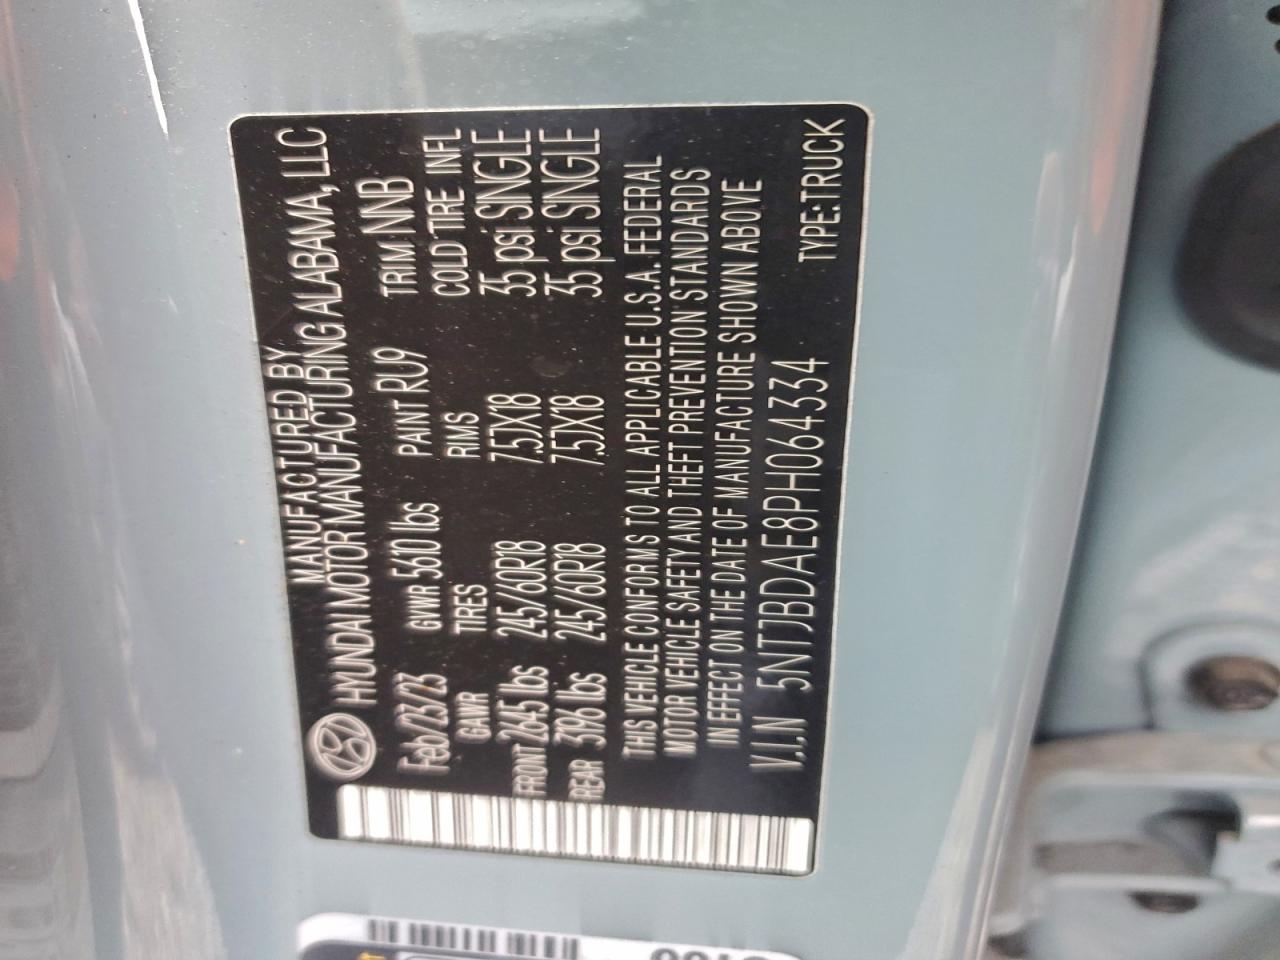 MANUFACTURED BY
HYUNDAI MOTOR MANUFACTURING ALABAMA, LLC
Feb/23/23 GVWR 5610 lbs PAINT RU9 TRIM NNB
GAWR TIRES RIMS COLD TIRE INFL
FRONT 2645 lbs 245/60R18 7.5JX18 35 psi SINGLE
REAR 3196 lbs 245/60R18 7.5JX18 35 psi SINGLE
THIS VEHICLE CONFORMS TO ALL APPLICABLE U.S.A. FEDERAL
MOTOR VEHICLE SAFETY AND THEFT PREVENTION STANDARDS
IN EFFECT ON THE DATE OF MANUFACTURE SHOWN ABOVE
V.I.N 5NTJBDAE8PH064334 TYPE:TRUCK